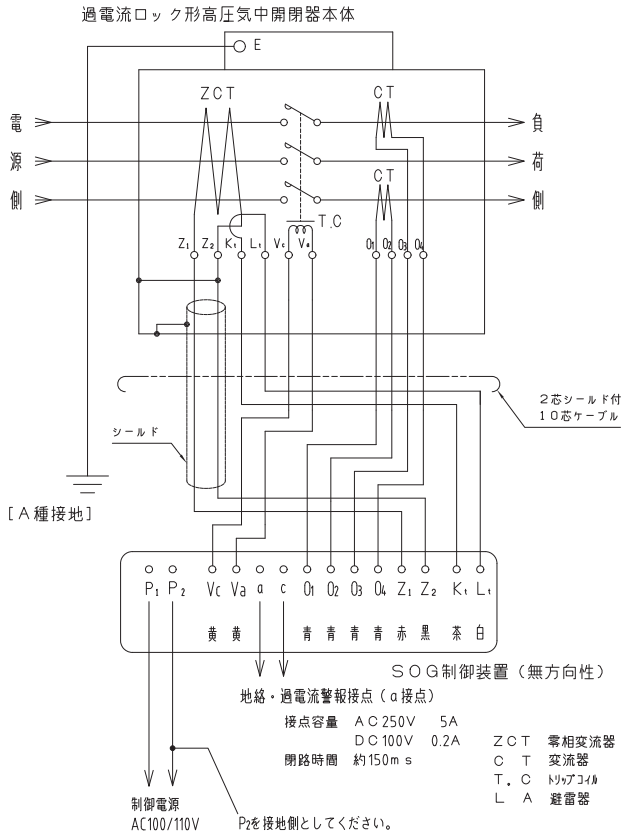 過電流ロック形高圧気中開閉器本体
E
ZCT
CT
電源側
負荷側
CT
T.C
Z1 Z2 Kt Lt Vc Va O1 O2 O3 O4
2芯シールド付
10芯ケーブル
シールド
[A種接地]
P1 P2 Vc Va a c O1 O2 O3 O4 Z1 Z2 Kt Lt
黄 黄 青 青 青 青 赤 黒 茶 白
SOG制御装置(無方向性)
地絡・過電流警報接点(a接点)
接点容量 AC250V 5A
DC100V 0.2A
閉路時間 約150ms
ZCT 零相変流器
CT 変流器
T.C トリップコイル
LA 避雷器
制御電源
AC100/110V
P2を接地側としてください。